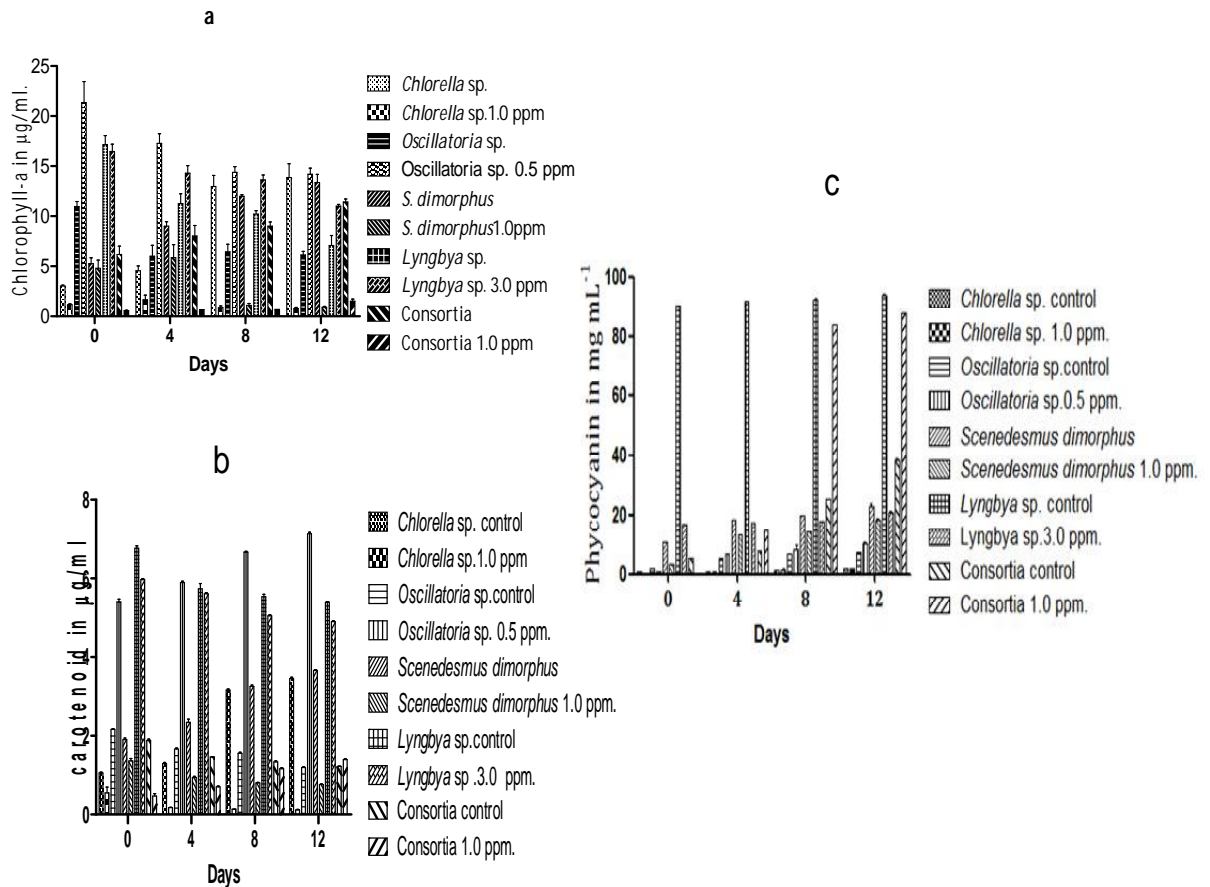 a
Chlorophyll-a in µg/ml.
25
20
15
10
5
0
0 4 8 12
Days
Chlorella sp.
Chlorella sp.1.0 ppm
Oscillatoria sp.
Oscillatoria sp. 0.5 ppm
S. dimorphus
S. dimorphus1.0ppm
Lyngbya sp.
Lyngbya sp. 3.0 ppm
Consortia
Consortia 1.0 ppm
b
carotenoid in µg/ml
8
6
4
2
0
0 4 8 12
Days
Chlorella sp. control
Chlorella sp.1.0 ppm
Oscillatoria sp.control
Oscillatoria sp. 0.5 ppm.
Scenedesmus dimorphus
Scenedesmus dimorphus 1.0 ppm.
Lyngbya sp.control
Lyngbya sp .3.0 ppm.
Consortia control
Consortia 1.0 ppm.
c
Phycocyanin in mg mL-1
100
80
60
40
20
0
0 4 8 12
Days
Chlorella sp. control
Chlorella sp. 1.0 ppm.
Oscillatoria sp.control
Oscillatoria sp.0.5 ppm.
Scenedesmus dimorphus
Scenedesmus dimorphus 1.0 ppm.
Lyngbya sp. control
Lyngbya sp.3.0 ppm.
Consortia control
Consortia 1.0 ppm.